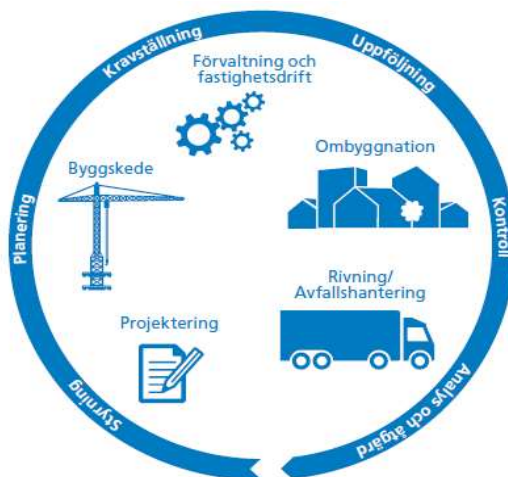 Kravställning
Uppföljning
Förvaltning och
fastighetsdrift
Ombyggnation
Byggskede
Planering
Kontroll
Rivning/
Avfallshantering
Projektering
Styrning
Analys och åtgärd